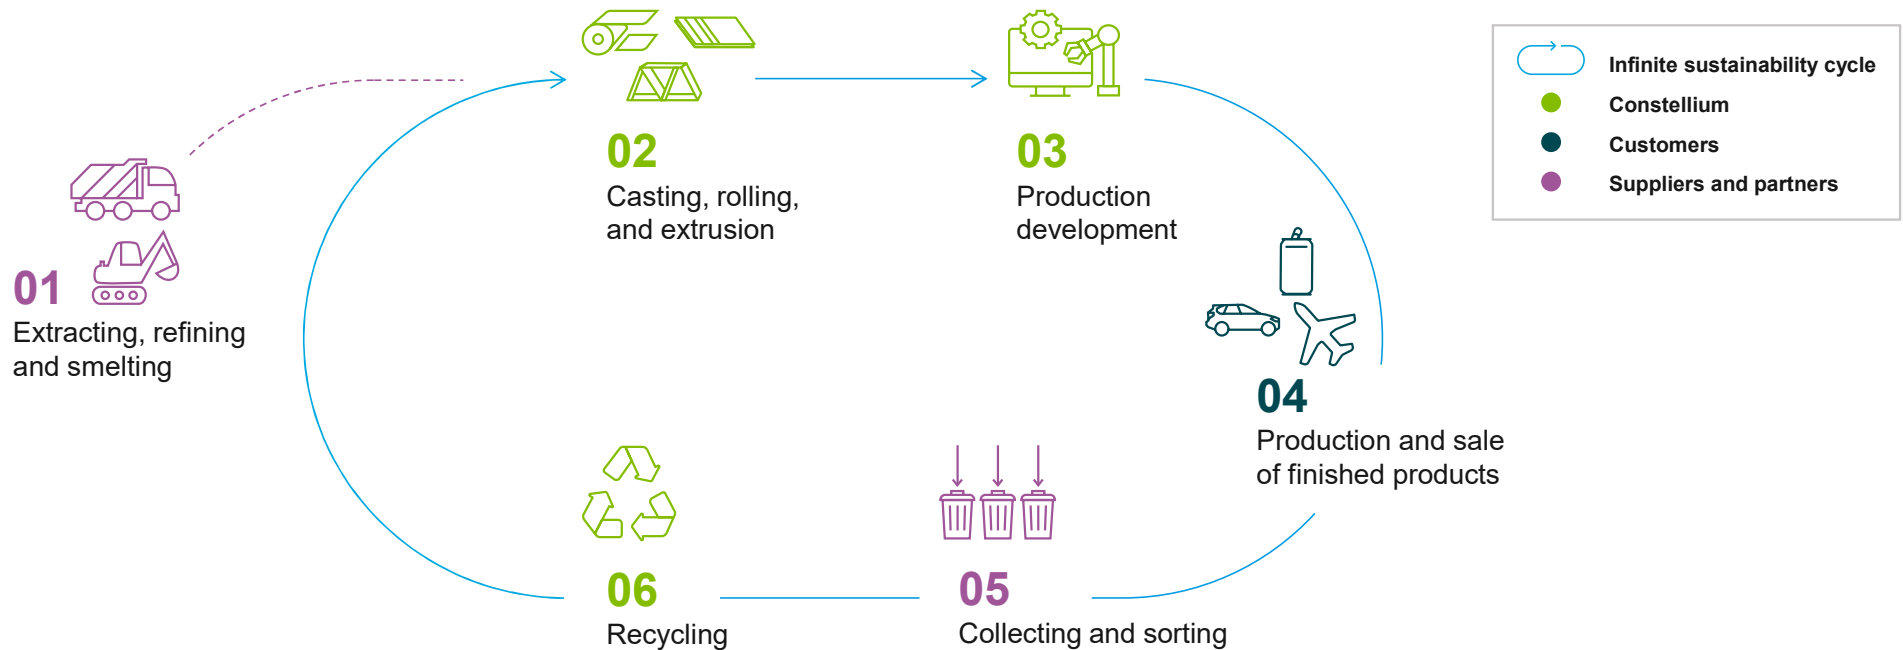 01
Extracting, refining
and smelting
02
Casting, rolling,
and extrusion
03
Production
development
04
Production and sale
of finished products
05
Collecting and sorting
06
Recycling
Infinite sustainability cycle
Constellium
Customers
Suppliers and partners